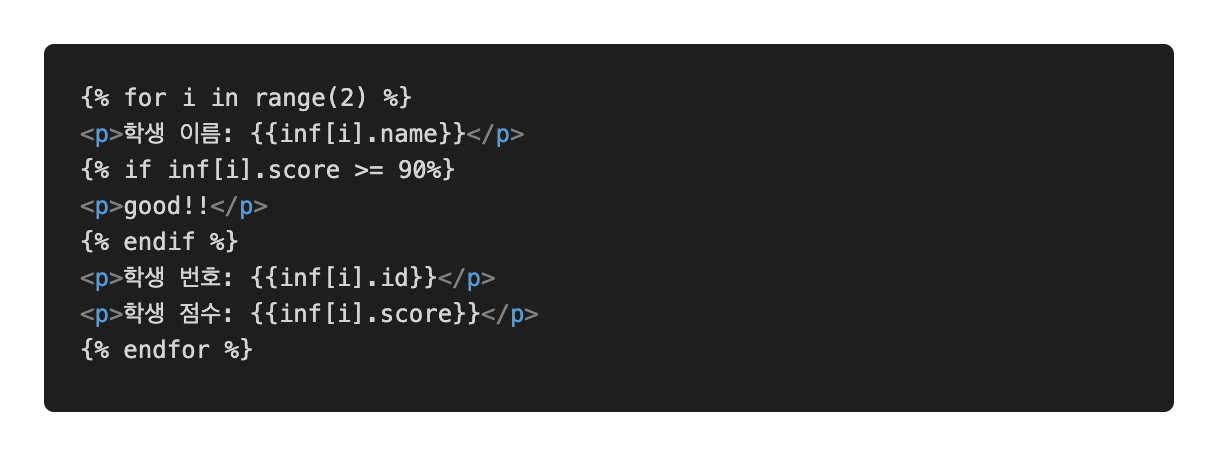 {% for i in range(2) %}
<p>학생 이름: {{inf[i].name}}</p>
{% if inf[i].score >= 90%}
<p>good!!</p>
{% endif %}
<p>학생 번호: {{inf[i].id}}</p>
<p>학생 점수: {{inf[i].score}}</p>
{% endfor %}